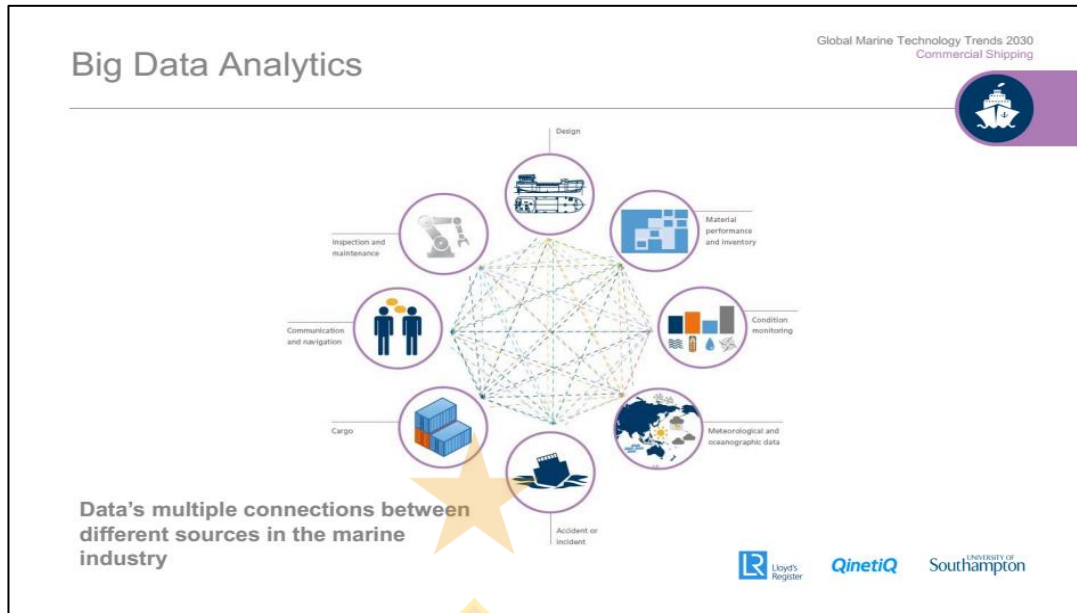 Big Data Analytics
Global Marine Technology Trends 2030
Commercial Shipping
Design
Material
performance
and inventory
Condition
monitoring
Meteorological and
oceanographic data
Accident or
incident
Cargo
Communication
and navigation
Inspection and
maintenance
Data's multiple connections between
different sources in the marine
industry
LR
Lloyd's
Register
QinetiQ
UNIVERSITY OF
Southampton